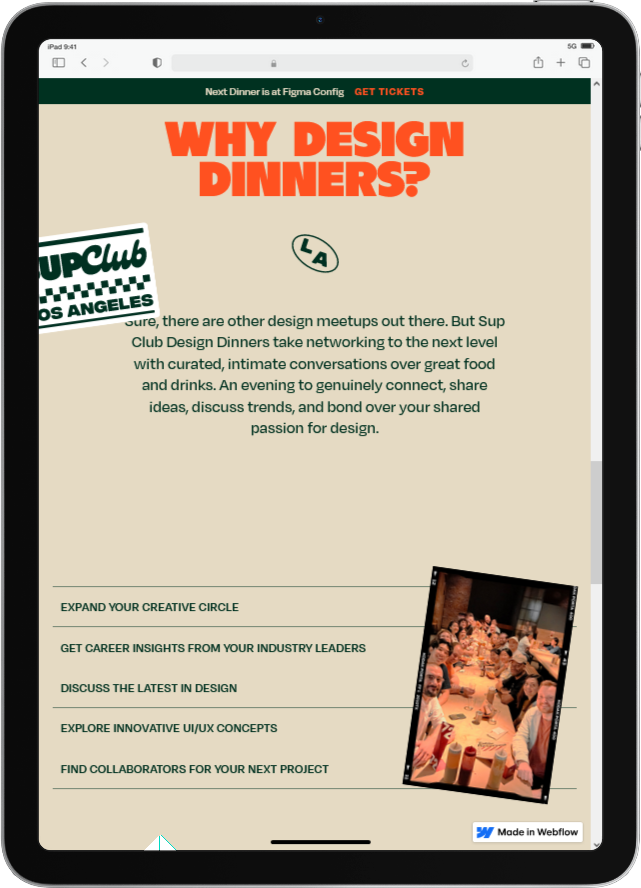 iPad 9:41
5G
Next Dinner is at Figma Config GET TICKETS
WHY DESIGN
DINNERS?
LA
SUPClub
LOS ANGELES
Sure, there are other design meetups out there. But Sup
Club Design Dinners take networking to the next level
with curated, intimate conversations over great food
and drinks. An evening to genuinely connect, share
ideas, discuss trends, and bond over your shared
passion for design.
EXPAND YOUR CREATIVE CIRCLE
GET CAREER INSIGHTS FROM YOUR INDUSTRY LEADERS
DISCUSS THE LATEST IN DESIGN
EXPLORE INNOVATIVE UI/UX CONCEPTS
FIND COLLABORATORS FOR YOUR NEXT PROJECT
Made in Webflow